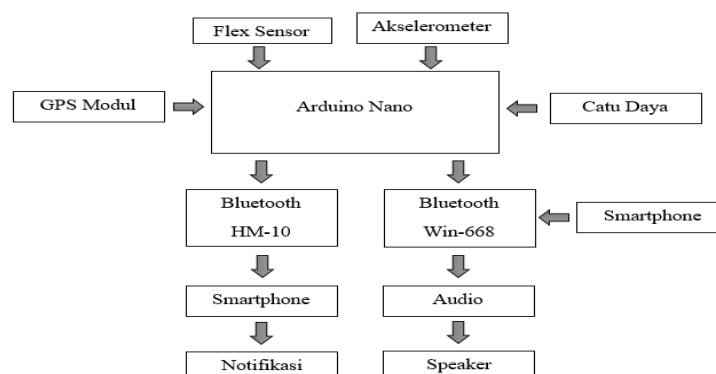 Flex Sensor
Akselerometer
GPS Modul
Arduino Nano
Catu Daya
Bluetooth
HM-10
Bluetooth
Win-668
Smartphone
Smartphone
Audio
Notifikasi
Speaker